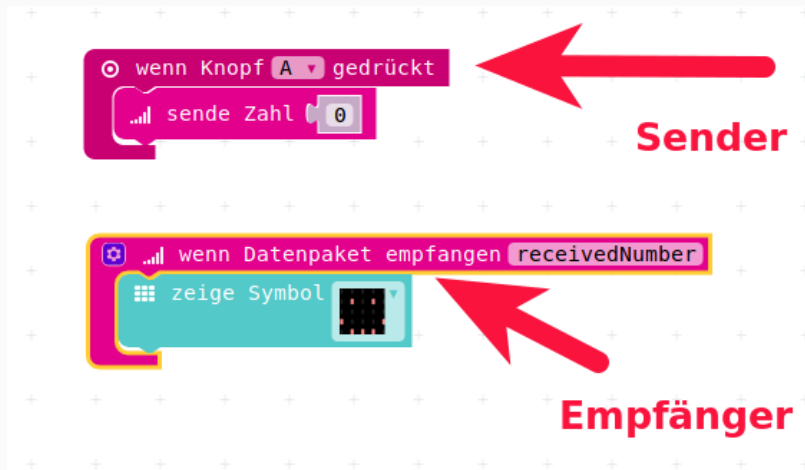 wenn Knopf A gedrückt
sende Zahl 0
Sender
wenn Datenpaket empfangen receivedNumber
zeige Symbol
Empfänger